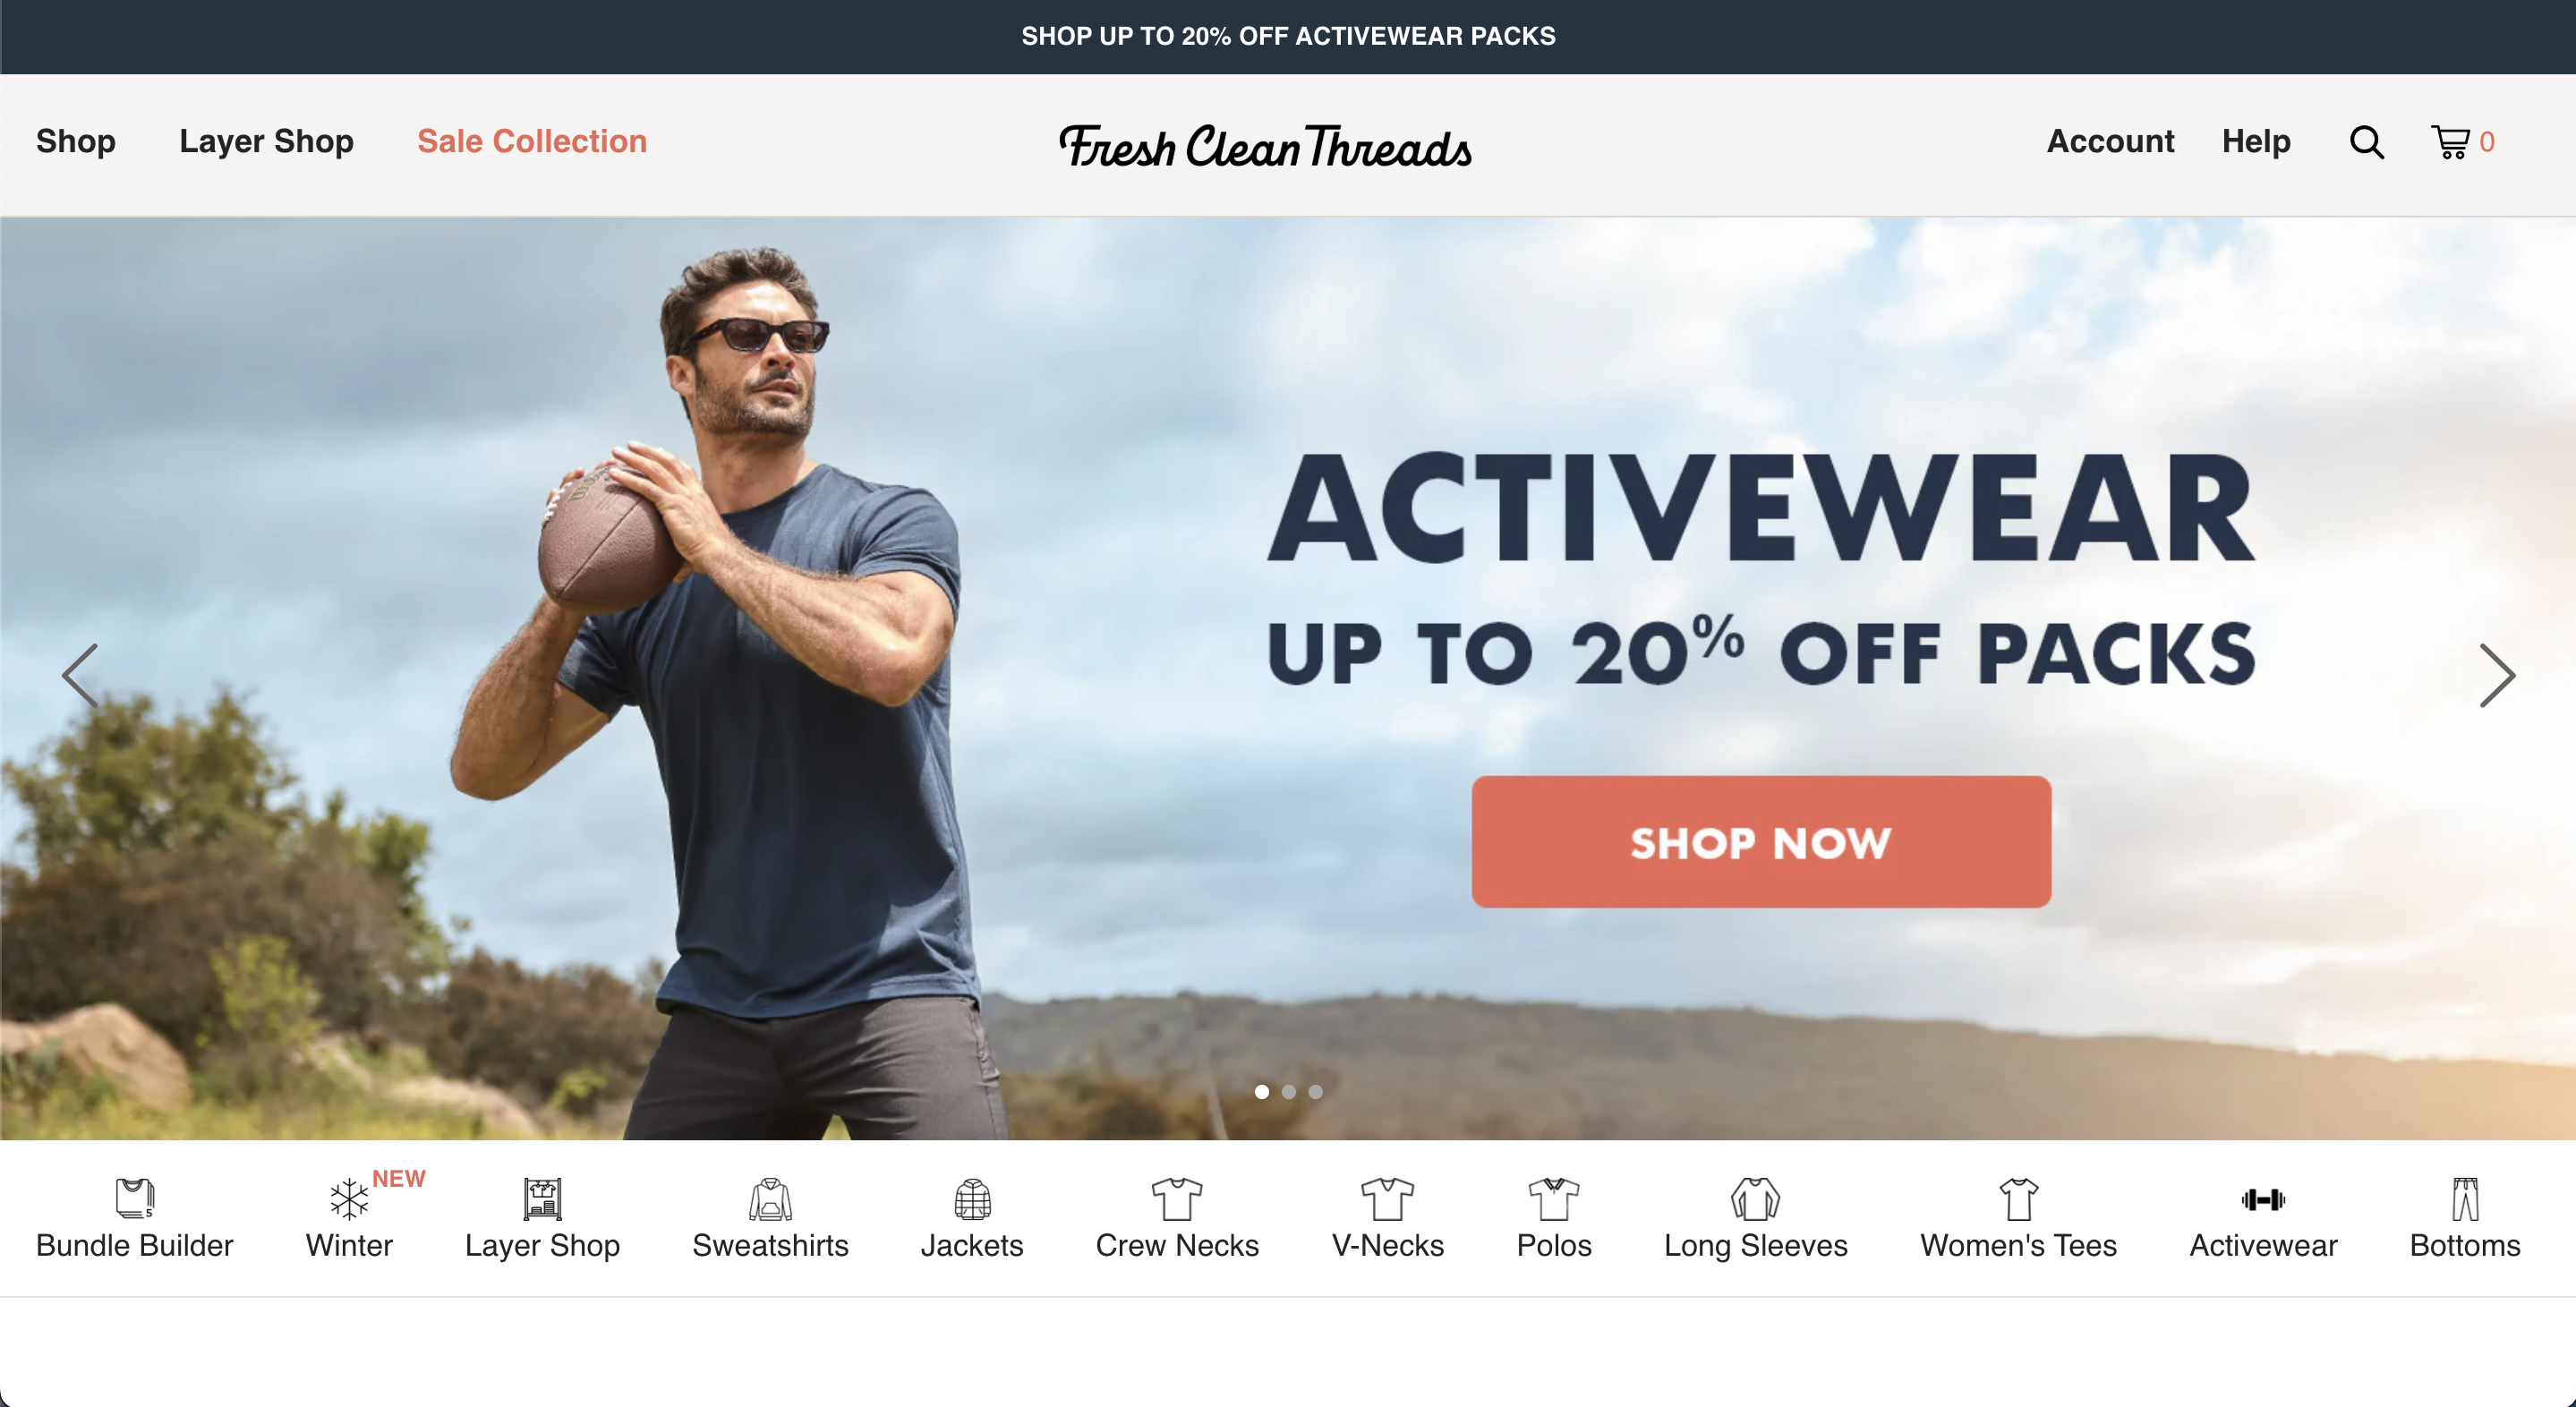 SHOP UP TO 20% OFF ACTIVEWEAR PACKS
Shop Layer Shop Sale Collection Fresh Clean Threads Account Help 0
ACTIVEWEAR
UP TO 20% OFF PACKS
SHOP NOW
NEW
5
Bundle Builder Winter Layer Shop Sweatshirts Jackets Crew Necks V-Necks Polos Long Sleeves Women's Tees Activewear Bottoms